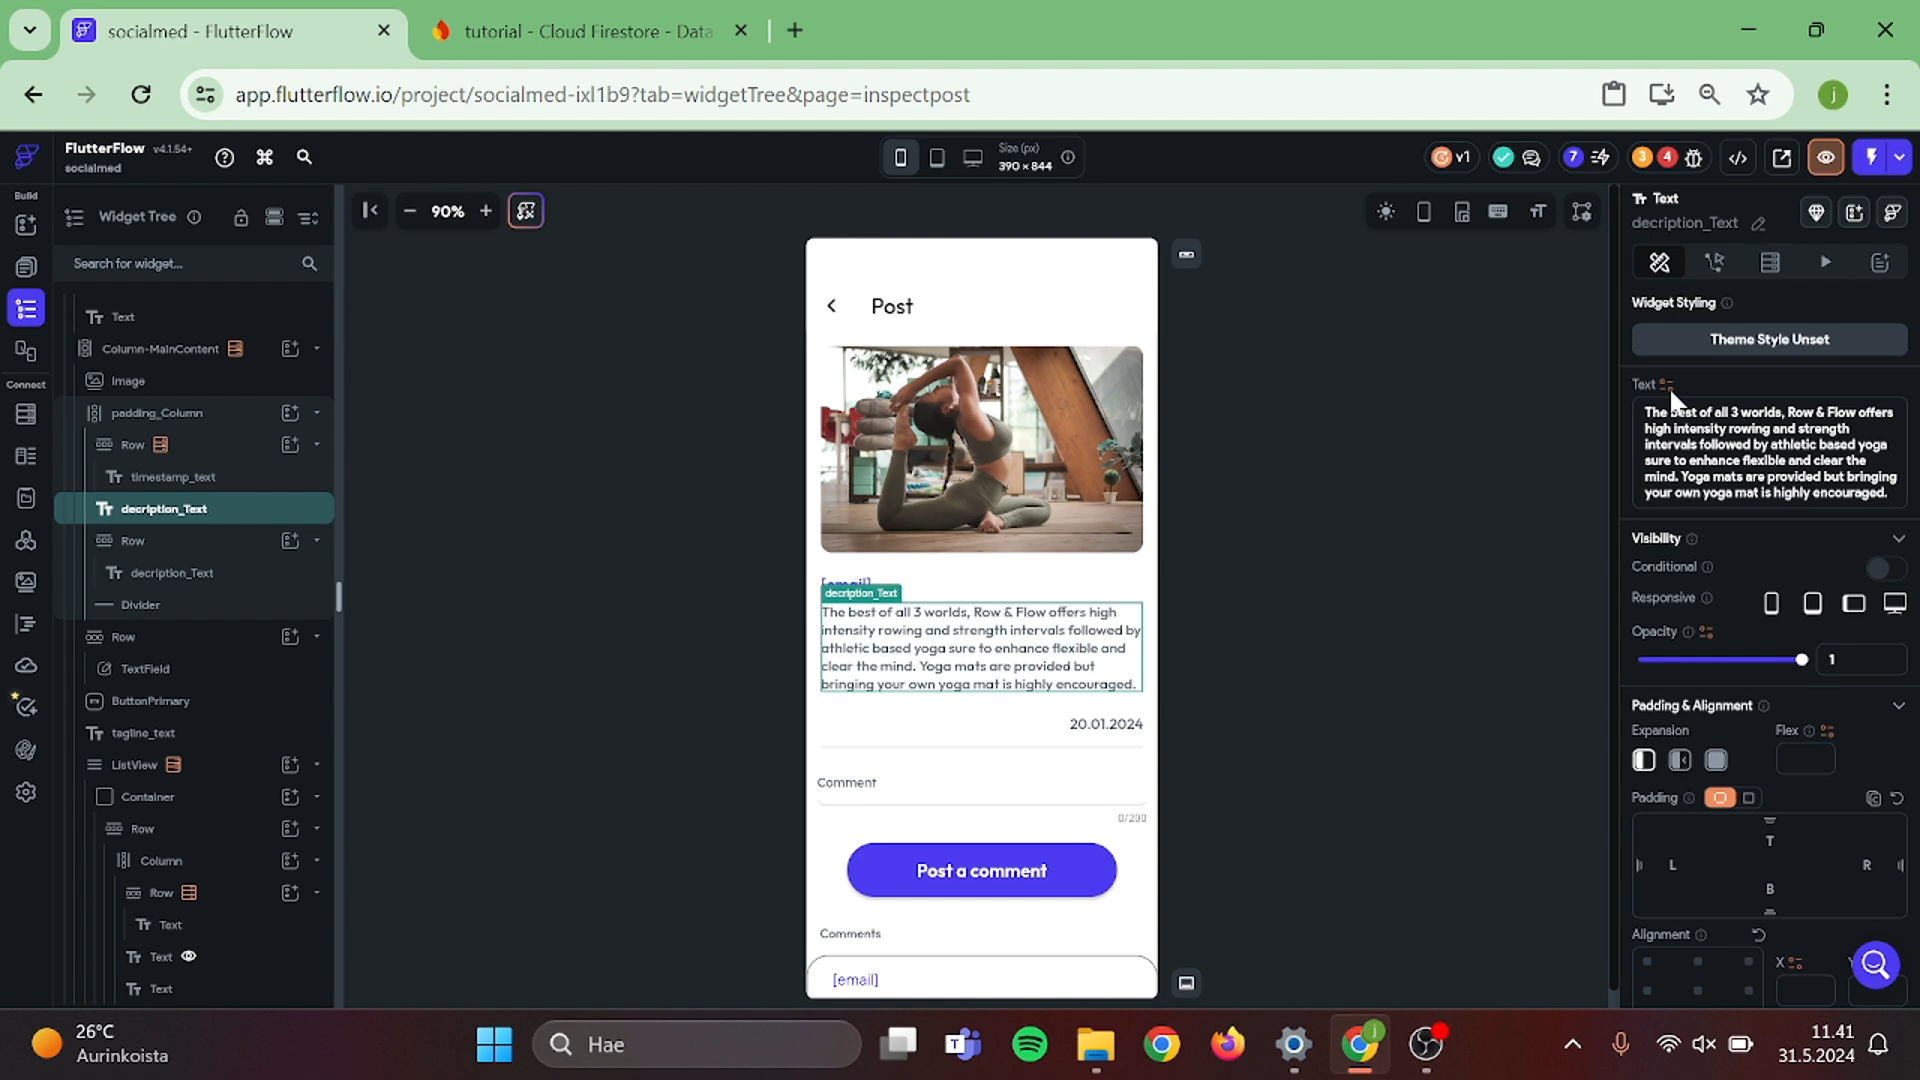 socialmed - FlutterFlow
tutorial - Cloud Firestore - Data
app.flutterflow.io/project/socialmed-ixl1b9?tab=widgetTree&page=inspectpost
j
FlutterFlow v4.1.54+
socialmed
Size (px)
390 × 844
v1
7
3
4
Build
Connect
Widget Tree
Search for widget...
Text
Column-MainContent
Image
padding_Column
Row
timestamp_text
decription_Text
Row
decription_Text
Divider
Row
TextField
ButtonPrimary
tagline_text
ListView
Container
Row
Column
Row
Text
Text
Text
90%
Post
[email]
decription_Text
The best of all 3 worlds, Row & Flow offers high
intensity rowing and strength intervals followed by
athletic based yoga sure to enhance flexible and
clear the mind. Yoga mats are provided but
bringing your own yoga mat is highly encouraged.
20.01.2024
Comment
0/200
Post a comment
Comments
[email]
Text
decription_Text
Widget Styling
Theme Style Unset
Text
The best of all 3 worlds, Row & Flow offers
high intensity rowing and strength
intervals followed by athletic based yoga
sure to enhance flexible and clear the
mind. Yoga mats are provided but bringing
your own yoga mat is highly encouraged.
Visibility
Conditional
Responsive
Opacity
1
Padding & Alignment
Expansion
Flex
Padding
T
L
R
B
Alignment
X
26°C
Aurinkoista
Hae
11.41
31.5.2024